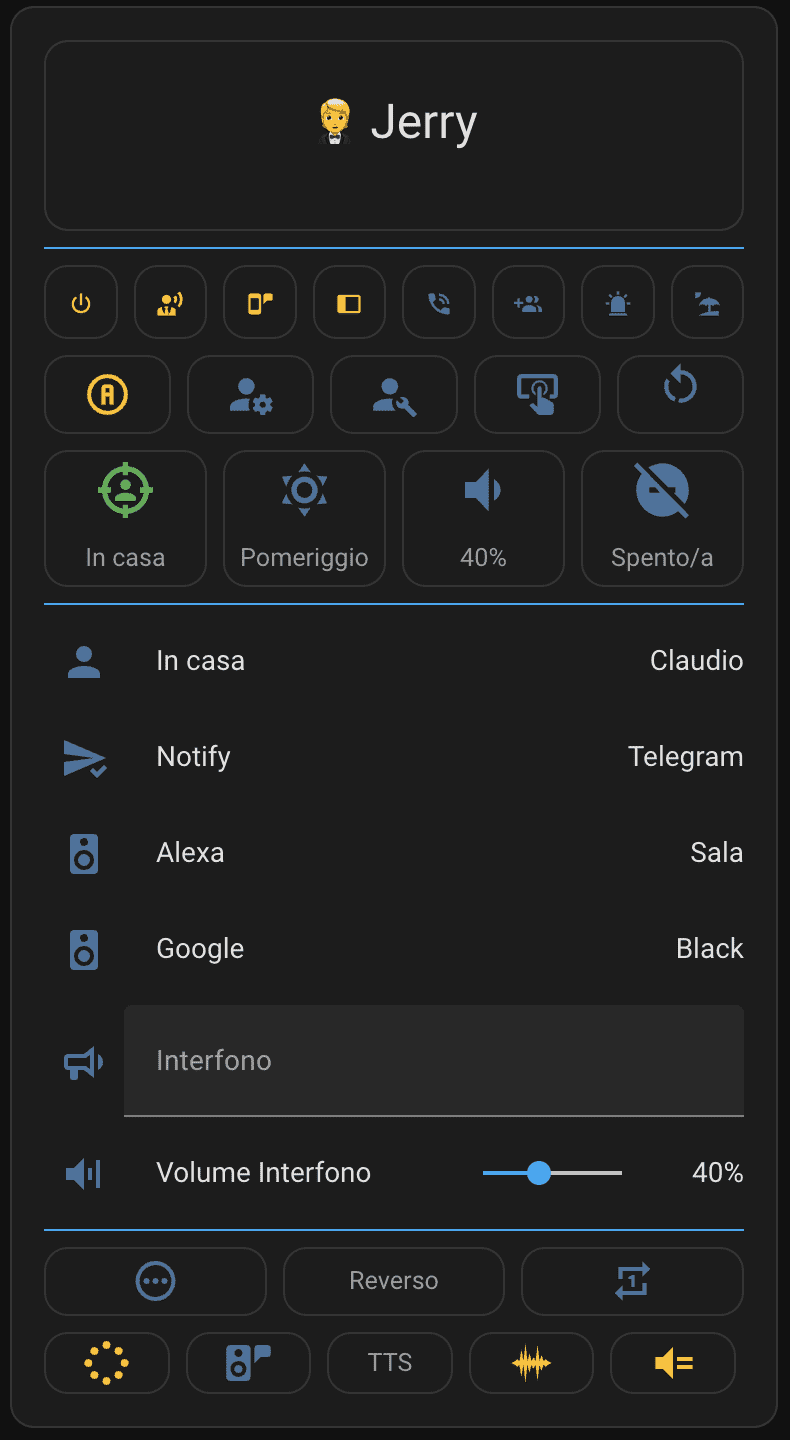 Jerry
In casa
Pomeriggio
40%
Spento/a
In casa Claudio
Notify Telegram
Alexa Sala
Google Black
Interfono
Volume Interfono 40%
Reverso
1
TTS